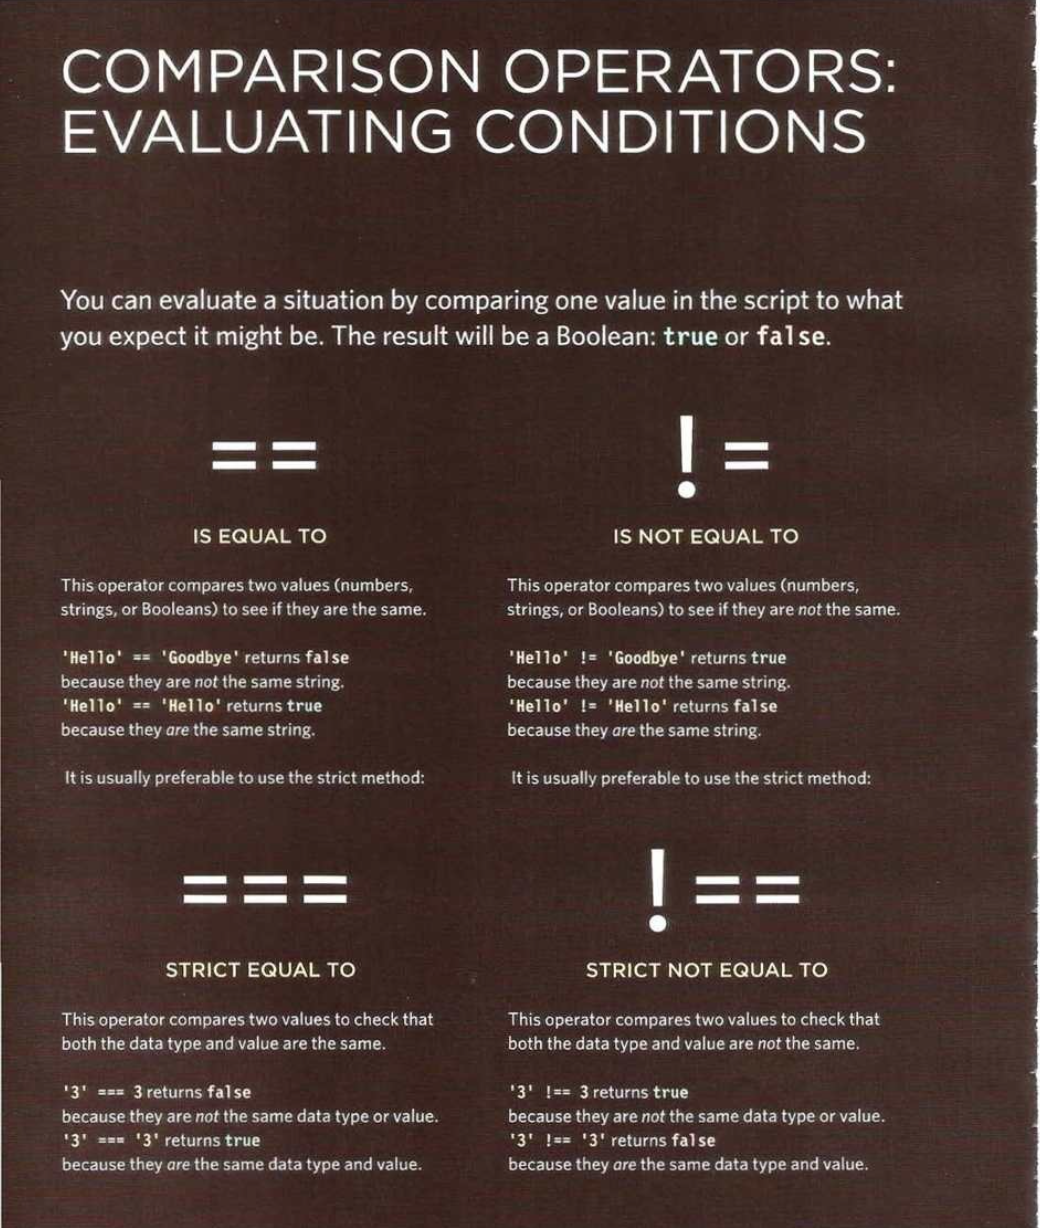 COMPARISON OPERATORS:
EVALUATING CONDITIONS
You can evaluate a situation by comparing one value in the script to what
you expect it might be. The result will be a Boolean: true or false.
==
IS EQUAL TO
This operator compares two values (numbers,
strings, or Booleans) to see if they are the same.
'Hello' == 'Goodbye' returns false
because they are not the same string.
'Hello' == 'Hello' returns true
because they are the same string.
It is usually preferable to use the strict method:
!=
IS NOT EQUAL TO
This operator compares two values (numbers,
strings, or Booleans) to see if they are not the same.
'Hello' != 'Goodbye' returns true
because they are not the same string.
'Hello' != 'Hello' returns false
because they are the same string.
It is usually preferable to use the strict method:
===
STRICT EQUAL TO
This operator compares two values to check that
both the data type and value are the same.
'3' === 3 returns false
because they are not the same data type or value.
'3' === '3' returns true
because they are the same data type and value.
!==
STRICT NOT EQUAL TO
This operator compares two values to check that
both the data type and value are not the same.
'3' !== 3 returns true
because they are not the same data type or value.
'3' !== '3' returns false
because they are the same data type and value.